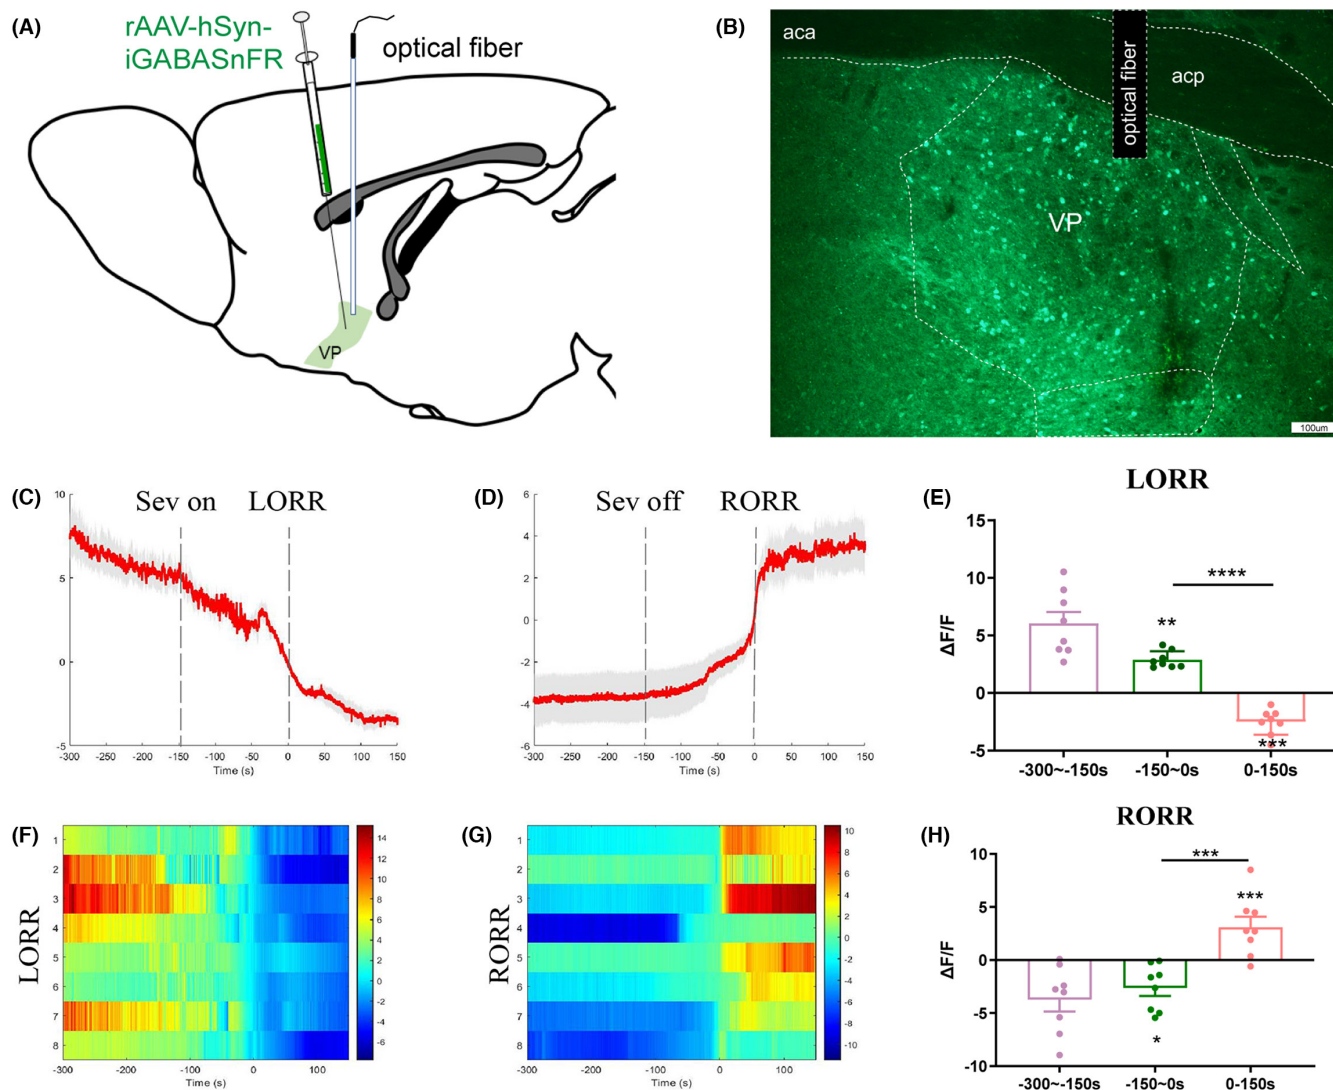 (A)
rAAV-hSyn-
iGABASnFR
optical fiber
VP
(B)
aca
optical fiber
acp
VP
100um
(C)
Sev on
LORR
10
5
0
-5
-300 -250 -200 -150 -100 -50 0 50 100 150
Time (s)
(D)
Sev off
RORR
6
4
2
0
-2
-4
-6
-300 -250 -200 -150 -100 -50 0 50 100 150
Time (s)
(E)
LORR
ΔF/F
15
10
5
0
-5
**
****
***
-300~-150s -150~0s 0-150s
(F)
LORR
1
2
3
4
5
6
7
8
-300 -200 -100 0 100
Time (s)
14
12
10
8
6
4
2
0
-2
-4
-6
(G)
RORR
1
2
3
4
5
6
7
8
-300 -200 -100 0 100
Time (s)
10
8
6
4
2
0
-2
-4
-6
-8
-10
(H)
RORR
ΔF/F
10
5
0
-5
-10
***
***
*
-300~-150s -150~0s 0-150s